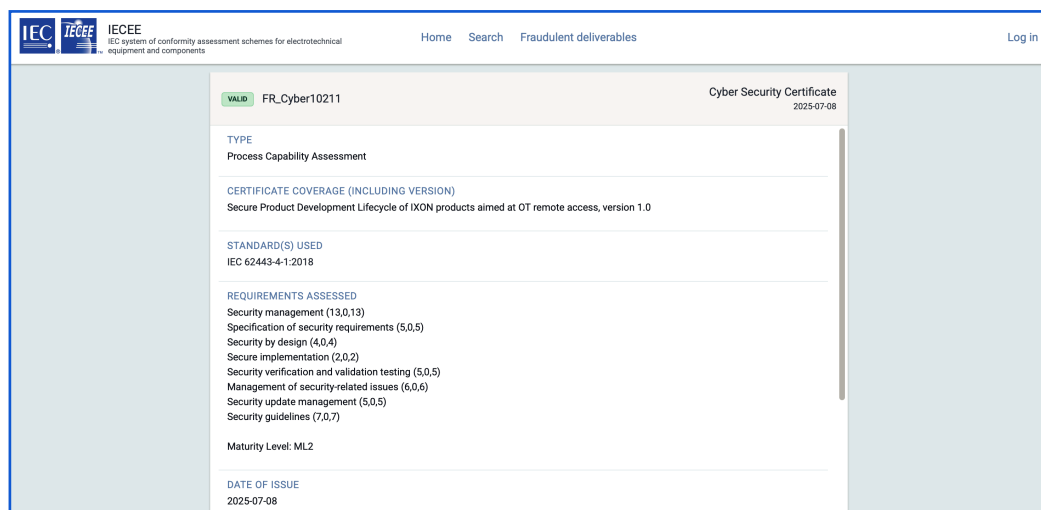 IEC IECEE
IECEE
IEC system of conformity assessment schemes for electrotechnical
equipment and components
Home Search Fraudulent deliverables
Log in
VALID FR_Cyber10211
Cyber Security Certificate
2025-07-08
TYPE
Process Capability Assessment
CERTIFICATE COVERAGE (INCLUDING VERSION)
Secure Product Development Lifecycle of IXON products aimed at OT remote access, version 1.0
STANDARD(S) USED
IEC 62443-4-1:2018
REQUIREMENTS ASSESSED
Security management (13,0,13)
Specification of security requirements (5,0,5)
Security by design (4,0,4)
Secure implementation (2,0,2)
Security verification and validation testing (5,0,5)
Management of security-related issues (6,0,6)
Security update management (5,0,5)
Security guidelines (7,0,7)
Maturity Level: ML2
DATE OF ISSUE
2025-07-08